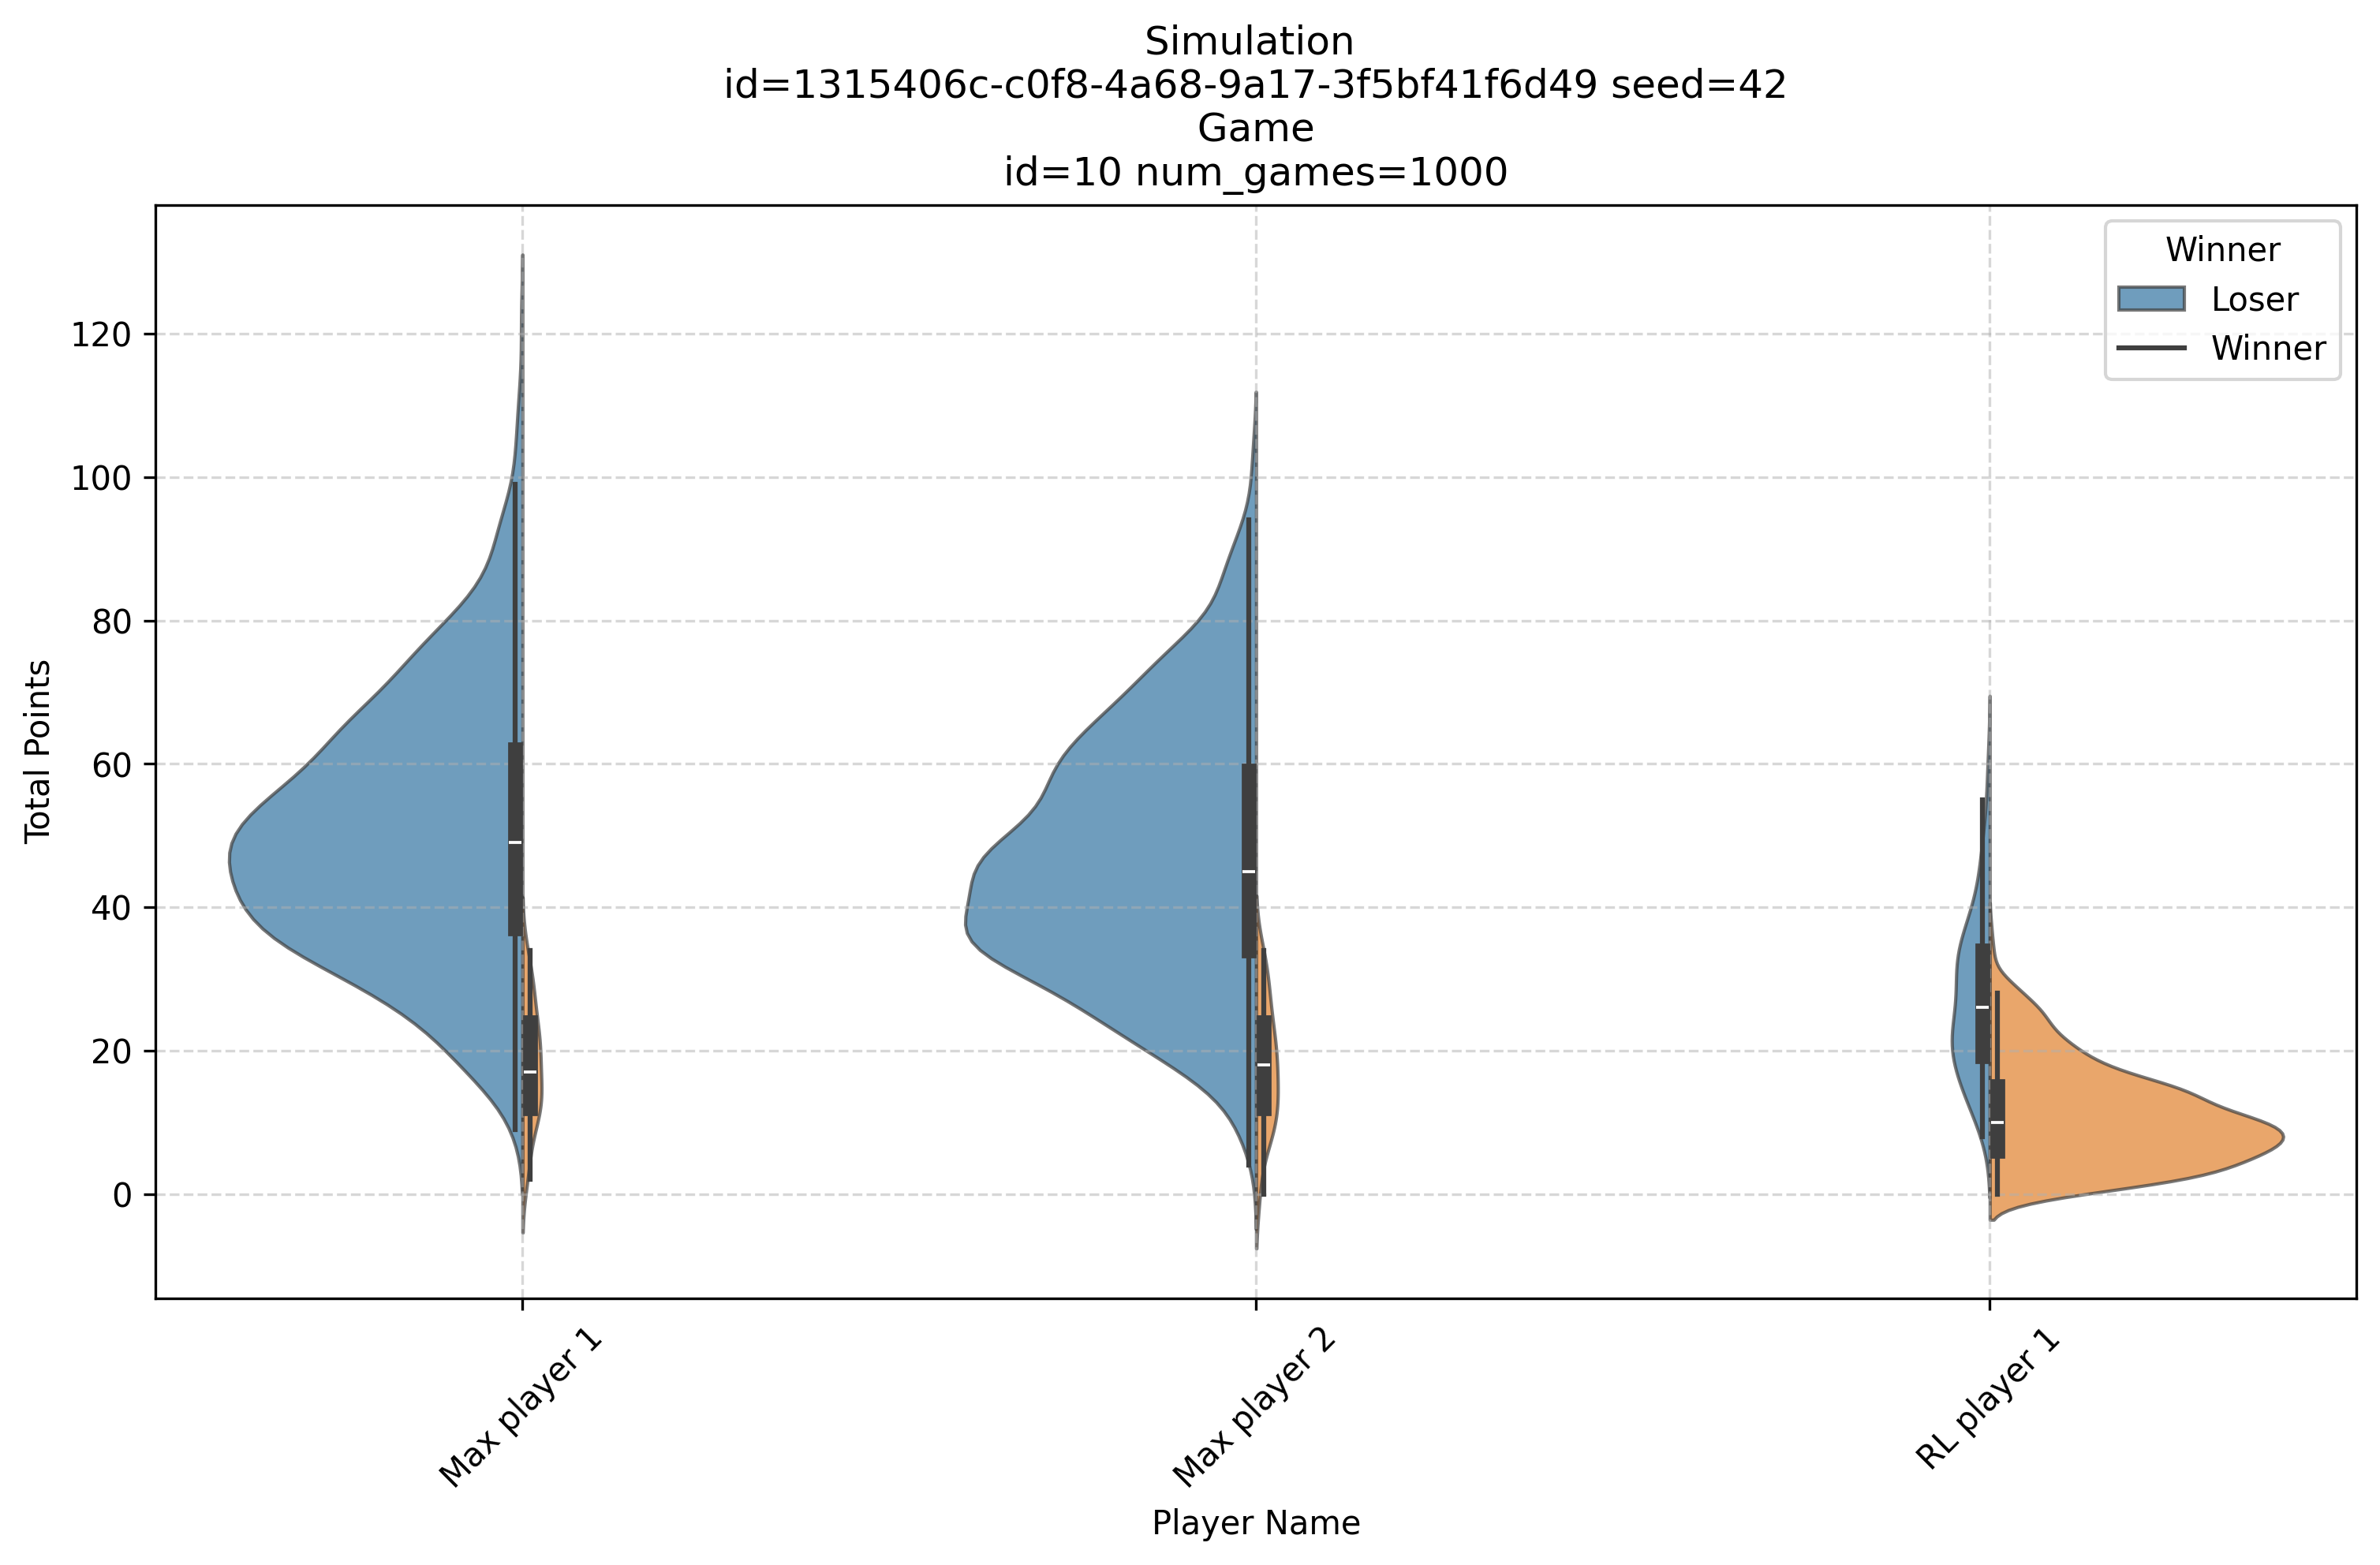 Simulation
id=1315406c-c0f8-4a68-9a17-3f5bf41f6d49 seed=42
Game
id=10 num_games=1000
Winner
Loser
Winner
Total Points
120
100
80
60
40
20
0
Max player 1
Max player 2
RL player 1
Player Name